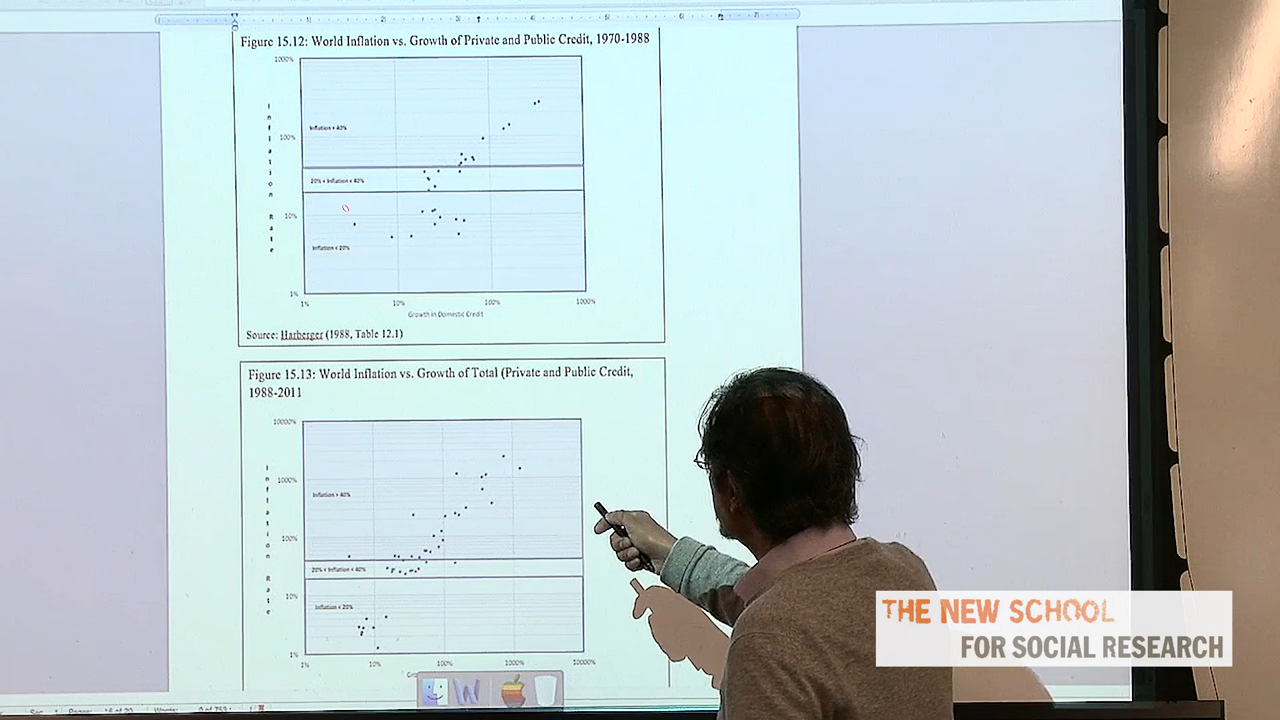 Figure 15.12: World Inflation vs. Growth of Private and Public Credit, 1970-1988
1000%
Inflation > 40%
100%
20% < Inflation < 40%
10%
Inflation < 20%
1%
Inflation Rate
1% 10% 100% 1000%
Growth in Domestic Credit
Source: Harberger (1988, Table 12.1)
Figure 15.13: World Inflation vs. Growth of Total (Private and Public Credit,
1988-2011
10000%
1000%
Inflation > 40%
100%
20% < Inflation < 40%
10%
Inflation < 20%
1%
Inflation Rate
1% 10% 100% 1000% 10000%
THE NEW SCHOOL
FOR SOCIAL RESEARCH